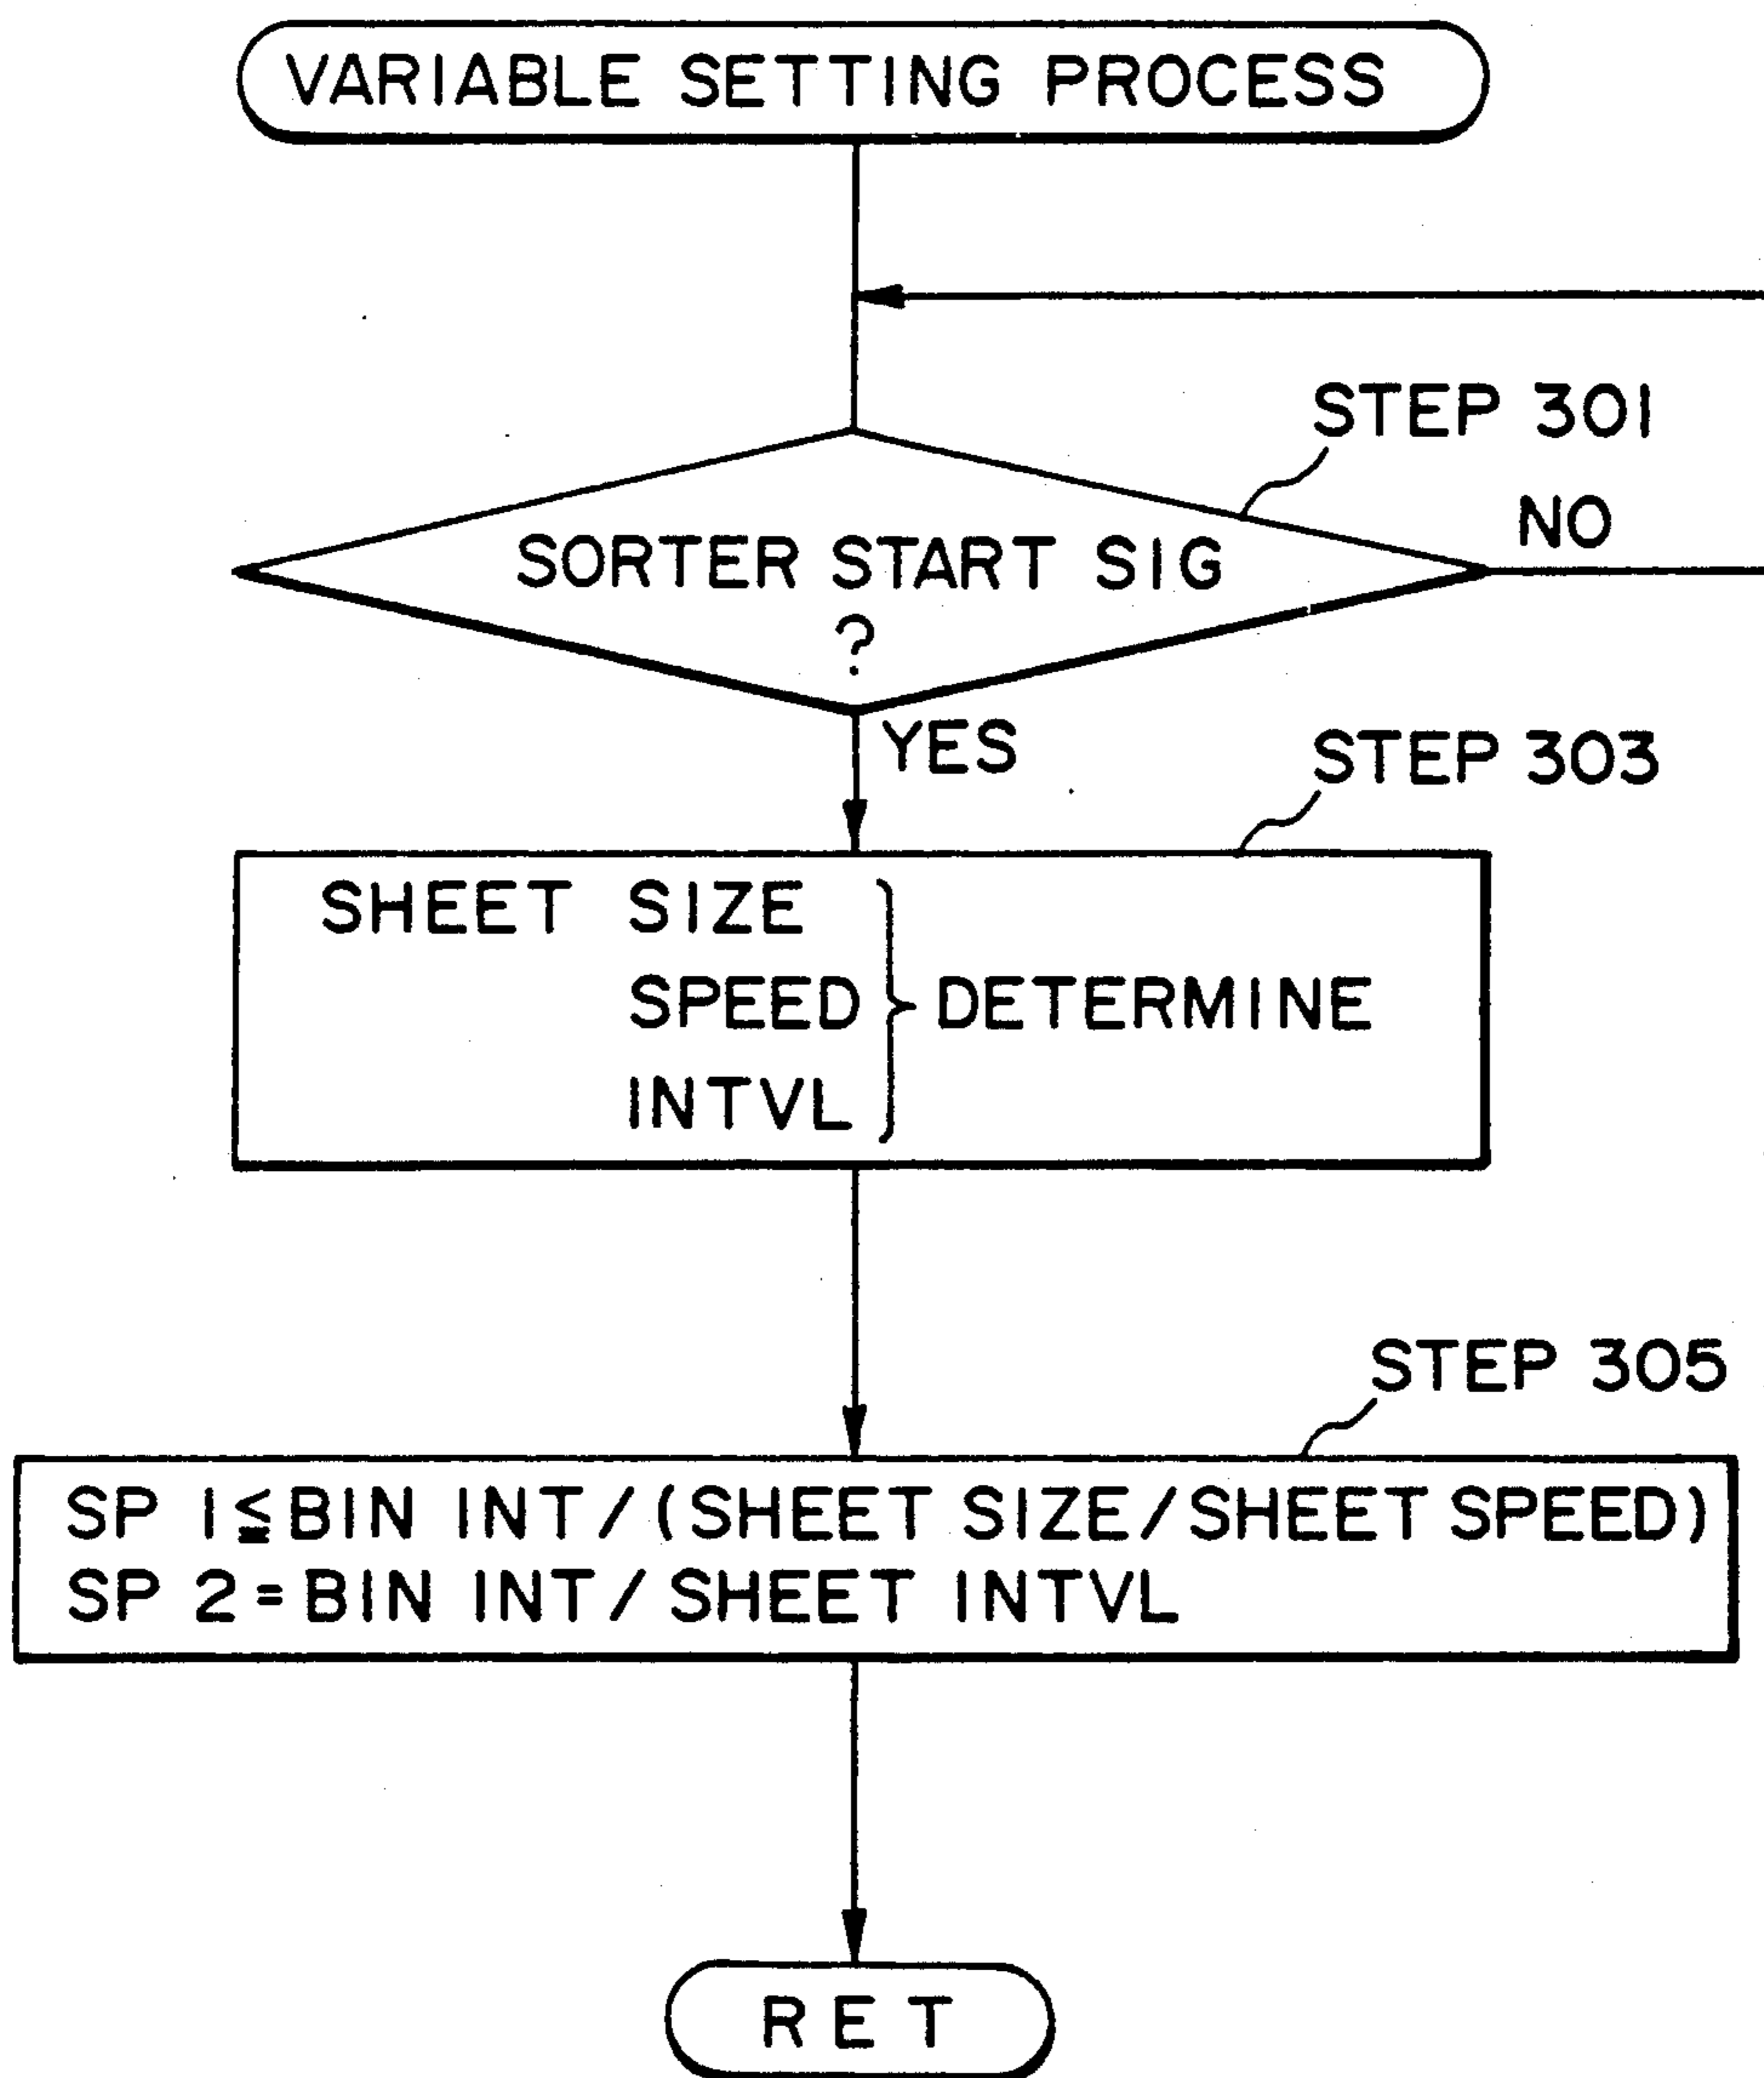 VARIABLE SETTING PROCESS
STEP 301
NO
SORTER START SIG
?
YES
STEP 303
SHEET SIZE
SPEED
INTVL
DETERMINE
STEP 305
SP 1≦BIN INT/(SHEET SIZE/SHEET SPEED)
SP 2=BIN INT/SHEET INTVL
RET